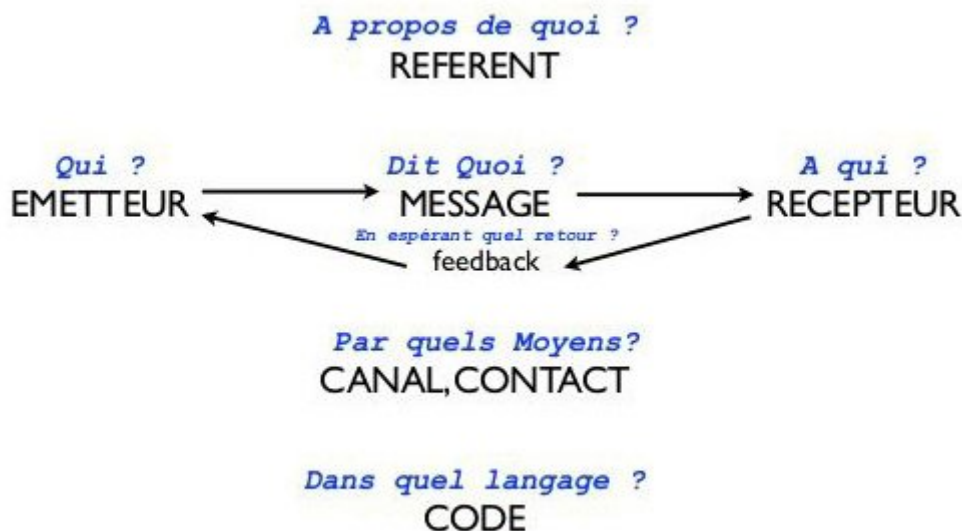 A propos de quoi ?
REFERENT
Qui ?
Dit Quoi ?
A qui ?
EMETTEUR
MESSAGE
RECEPTEUR
En espérant quel retour ?
feedback
Par quels Moyens?
CANAL,CONTACT
Dans quel langage ?
CODE